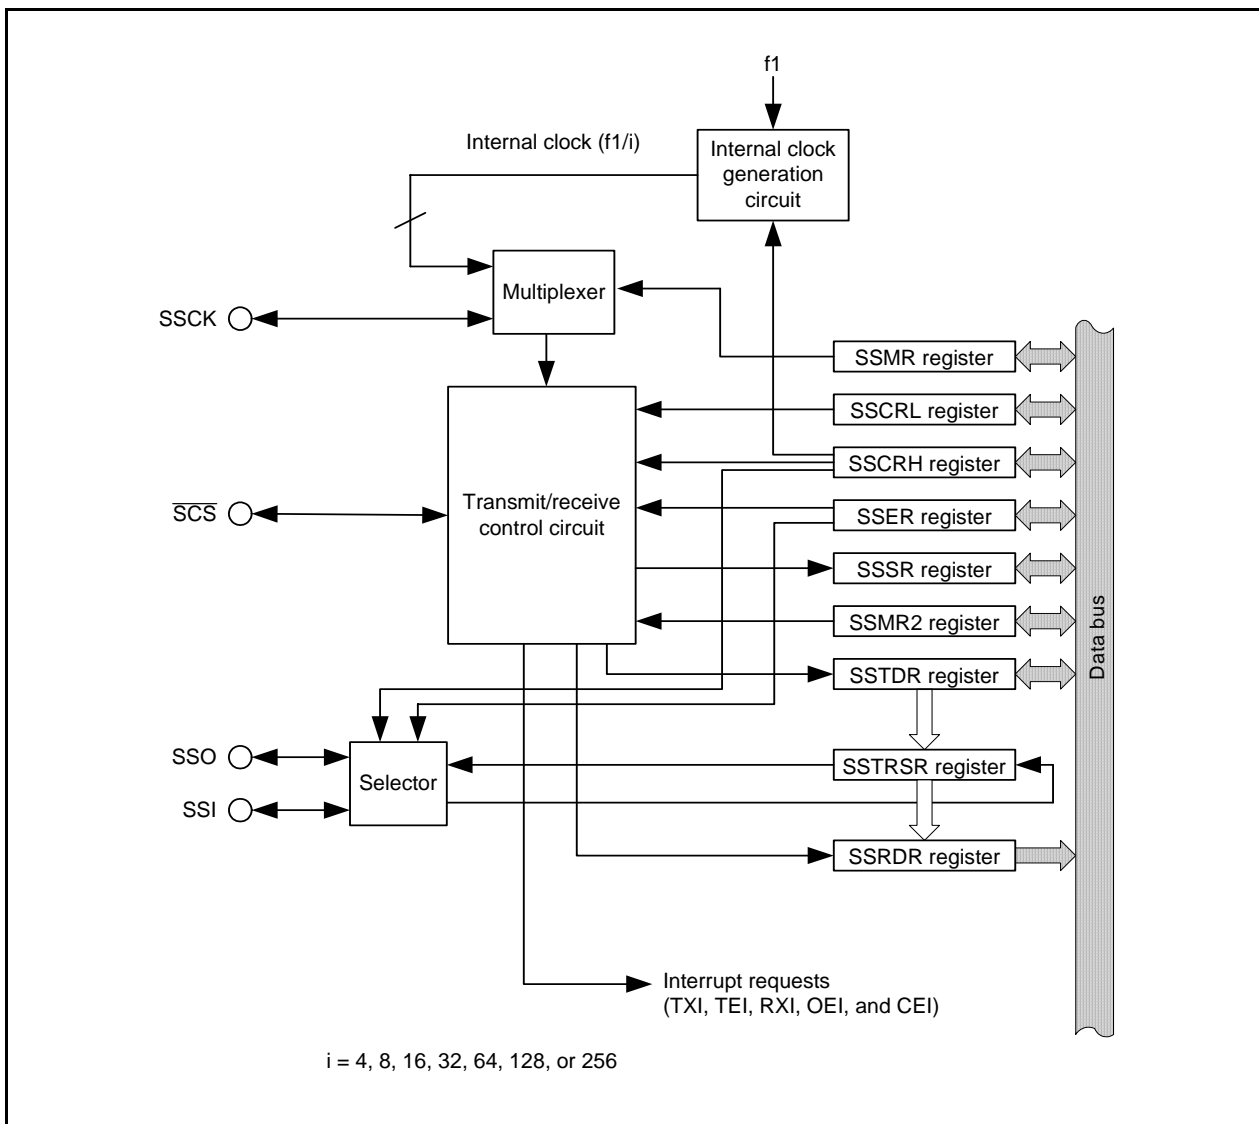 f1
Internal clock (f1/i)
Internal clock
generation
circuit
Multiplexer
SSCK
SSMR register
SSCRL register
SSCRH register
SCS
Transmit/receive
control circuit
SSER register
SSSR register
SSMR2 register
SSTDR register
Data bus
SSO
SSI
Selector
SSTRSR register
SSRDR register
Interrupt requests
(TXI, TEI, RXI, OEI, and CEI)
i = 4, 8, 16, 32, 64, 128, or 256